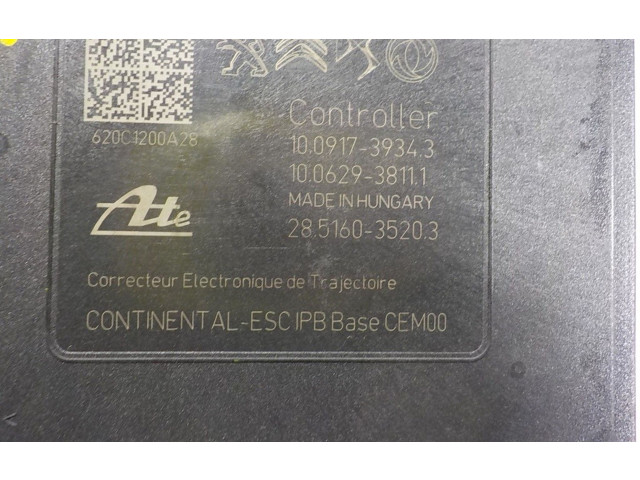 Controller
620C1200A28
10.0917-3934.3
10.0629-3811.1
MADE IN HUNGARY
Ate
28.5160-3520.3
Correcteur Electronique de Trajectoire
CONTINENTAL-ESC IPB Base CEM00